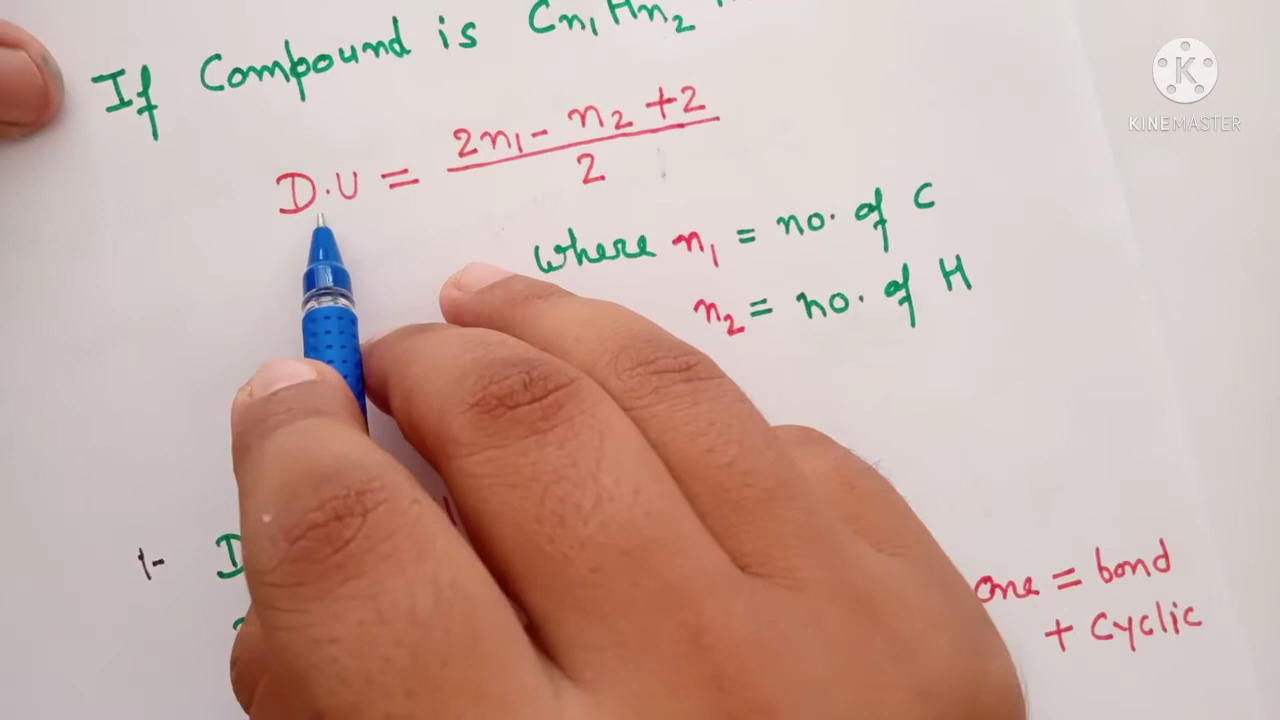 If Compound is Cn₁Hn₂
D.U = 2n₁ - n₂ + 2 / 2
where n₁ = no. of C
n₂ = no. of H
1- D
one = bond
+ Cyclic
KINEMASTER